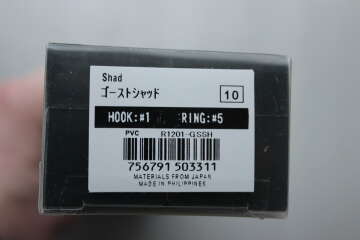 Shad
ゴーストシャッド
10
HOOK:#1 RING:#5
PVC R1201-GSSH
756791 503311
MATERIALS FROM JAPAN
MADE IN PHILIPPINES